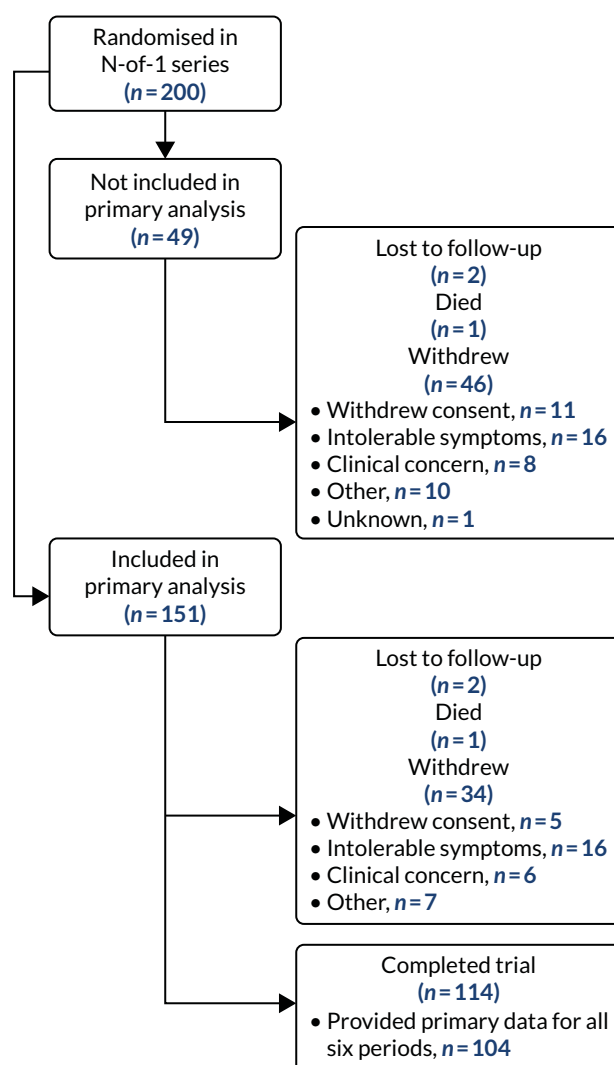 Randomised in
N-of-1 series
(n = 200)
Not included in
primary analysis
(n = 49)
Lost to follow-up
(n = 2)
Died
(n = 1)
Withdrew
(n = 46)
• Withdrew consent, n = 11
• Intolerable symptoms, n = 16
• Clinical concern, n = 8
• Other, n = 10
• Unknown, n = 1
Included in
primary analysis
(n = 151)
Lost to follow-up
(n = 2)
Died
(n = 1)
Withdrew
(n = 34)
• Withdrew consent, n = 5
• Intolerable symptoms, n = 16
• Clinical concern, n = 6
• Other, n = 7
Completed trial
(n = 114)
• Provided primary data for all
six periods, n = 104